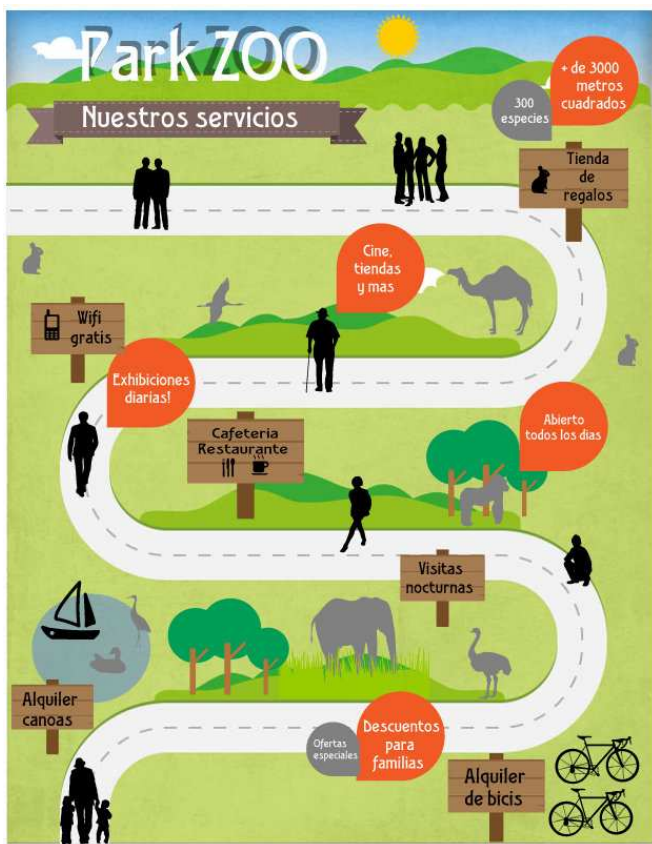 Park ZOO
Nuestros servicios
+ de 3000
metros
cuadrados
300
especies
Tienda
de
regalos
Cine,
tiendas
y mas
Wifi
gratis
Exhibiciones
diarias!
Cafeteria
Restaurante
Abierto
todos los dias
Visitas
nocturnas
Alquiler
canoas
Ofertas
especiales
Descuentos
para
familias
Alquiler
de bicis